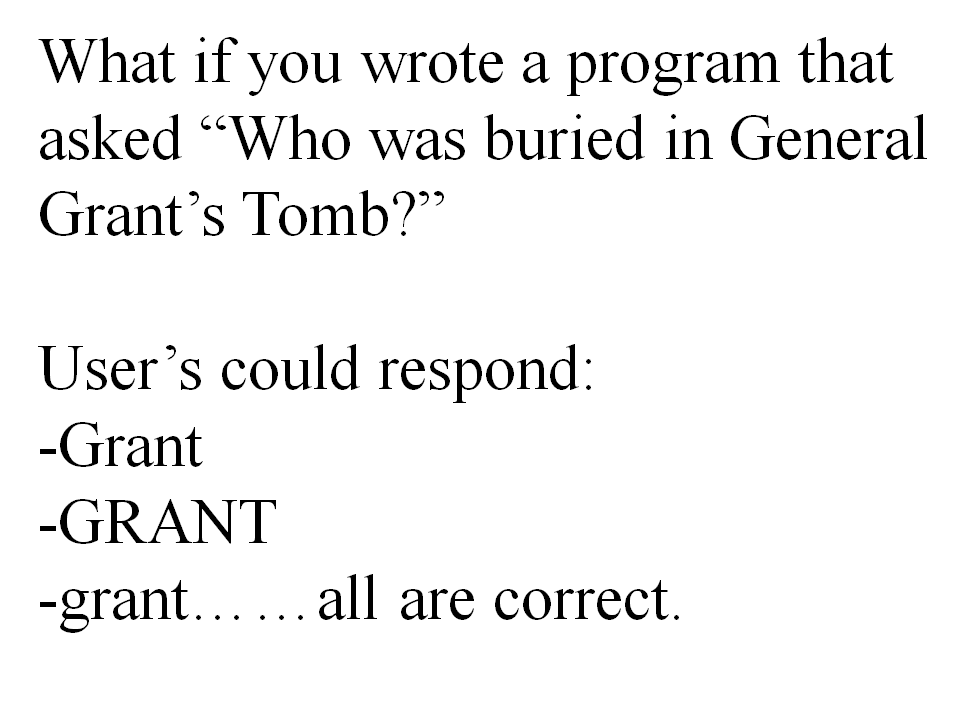 What if you wrote a program that
asked “Who was buried in General
Grant’s Tomb?”
User’s could respond:
-Grant
-GRANT
-grant……all are correct.